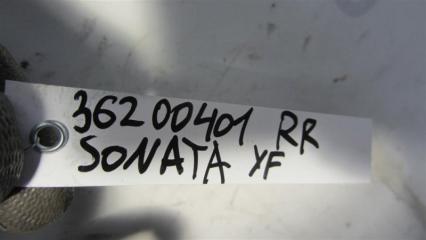 36200401 RR
SONATA YF